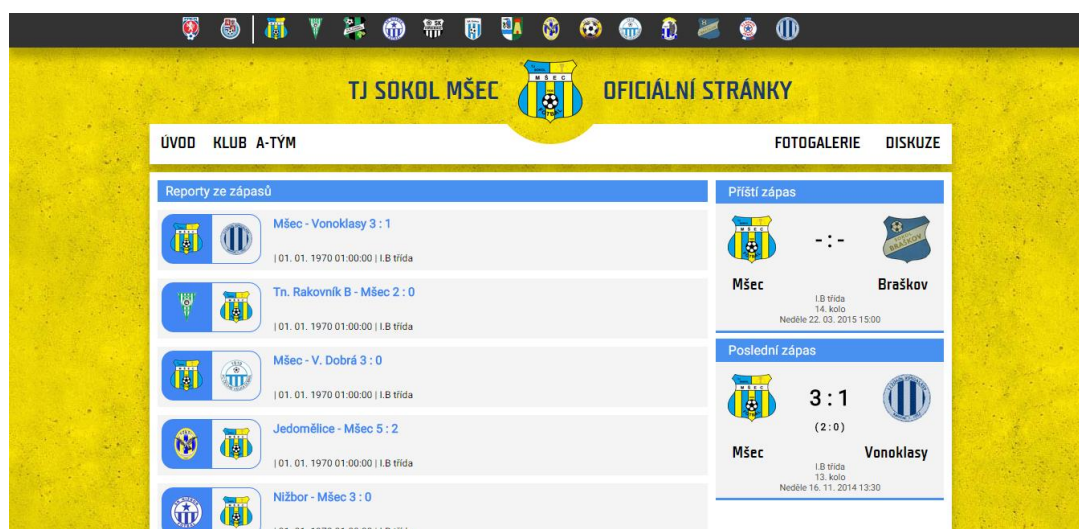 TJ SOKOL MŠEC
OFICIÁLNÍ STRÁNKY
ÚVOD KLUB A-TÝM
FOTOGALERIE DISKUZE
Reporty ze zápasů
Mšec - Vonoklasy 3 : 1
| 01. 01. 1970 01:00:00 | I.B třída
Tn. Rakovník B - Mšec 2 : 0
| 01. 01. 1970 01:00:00 | I.B třída
Mšec - V. Dobrá 3 : 0
| 01. 01. 1970 01:00:00 | I.B třída
Jedomělice - Mšec 5 : 2
| 01. 01. 1970 01:00:00 | I.B třída
Nižbor - Mšec 3 : 0
Příští zápas
- : -
Mšec Braškov
I.B třída
14. kolo
Neděle 22. 03. 2015 15:00
Poslední zápas
3 : 1
( 2 : 0 )
Mšec Vonoklasy
I.B třída
13. kolo
Neděle 16. 11. 2014 13:30